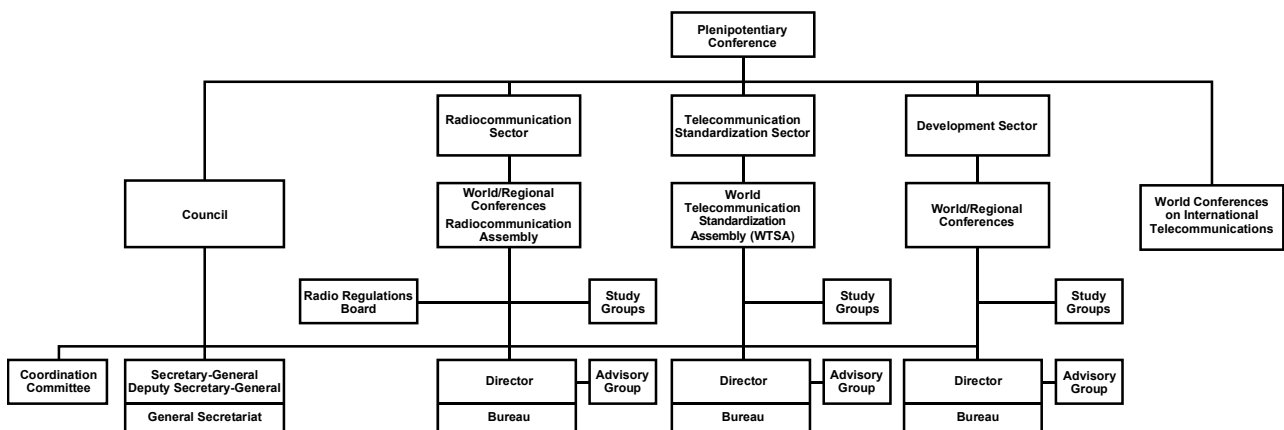 Plenipotentiary
Conference
Radiocommunication
Sector
Telecommunication
Standardization Sector
Development Sector
Council
World/Regional
Conferences
Radiocommunication
Assembly
World
Telecommunication
Standardization
Assembly (WTSA)
World/Regional
Conferences
World Conferences
on International
Telecommunications
Radio Regulations
Board
Study
Groups
Study
Groups
Study
Groups
Coordination
Committee
Secretary-General
Deputy Secretary-General
General Secretariat
Director
Bureau
Advisory
Group
Director
Bureau
Advisory
Group
Director
Bureau
Advisory
Group